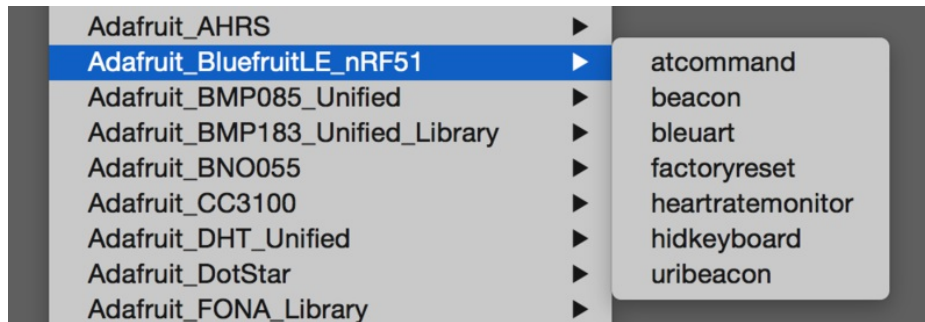 Adafruit_AHRS
Adafruit_BluefruitLE_nRF51
Adafruit_BMP085_Unified
Adafruit_BMP183_Unified_Library
Adafruit_BNO055
Adafruit_CC3100
Adafruit_DHT_Unified
Adafruit_DotStar
Adafruit_FONA_Library
atcommand
beacon
bleuart
factoryreset
heartratemonitor
hidkeyboard
uribeacon